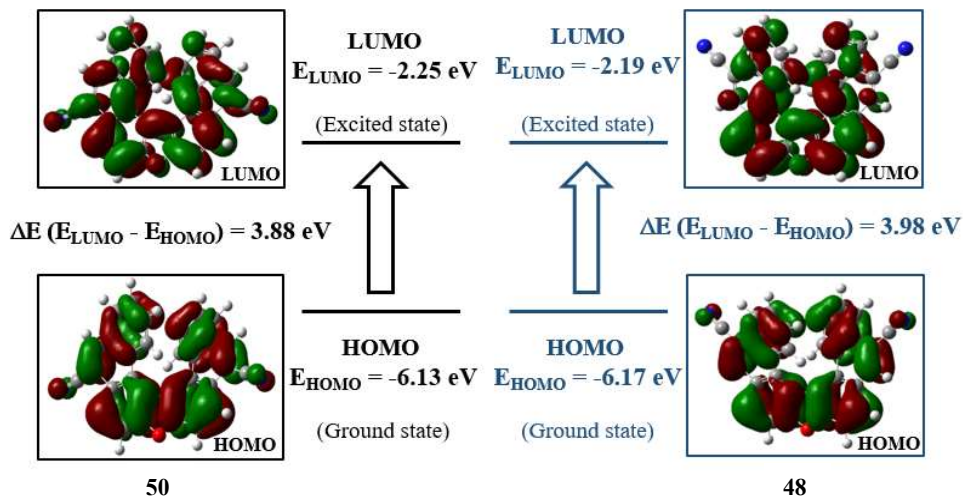 LUMO
E_LUMO = -2.25 eV
(Excited state)
LUMO
ΔE (E_LUMO - E_HOMO) = 3.88 eV
HOMO
HOMO
E_HOMO = -6.13 eV
(Ground state)
50
LUMO
E_LUMO = -2.19 eV
(Excited state)
LUMO
ΔE (E_LUMO - E_HOMO) = 3.98 eV
HOMO
E_HOMO = -6.17 eV
(Ground state)
HOMO
48